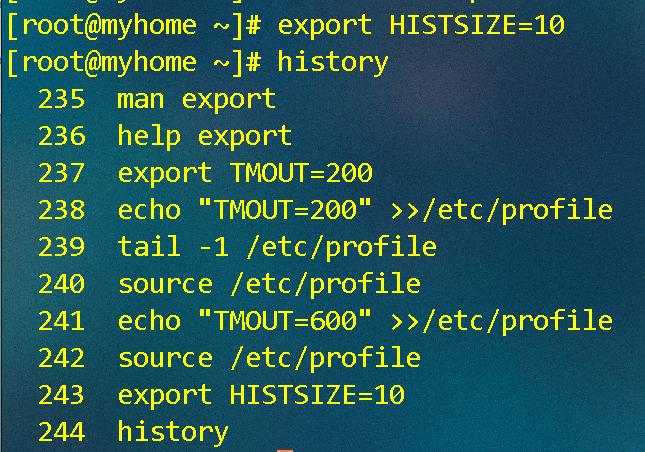 [root@myhome ~]# export HISTSIZE=10
[root@myhome ~]# history
235 man export
236 help export
237 export TMOUT=200
238 echo "TMOUT=200" >>/etc/profile
239 tail -1 /etc/profile
240 source /etc/profile
241 echo "TMOUT=600" >>/etc/profile
242 source /etc/profile
243 export HISTSIZE=10
244 history